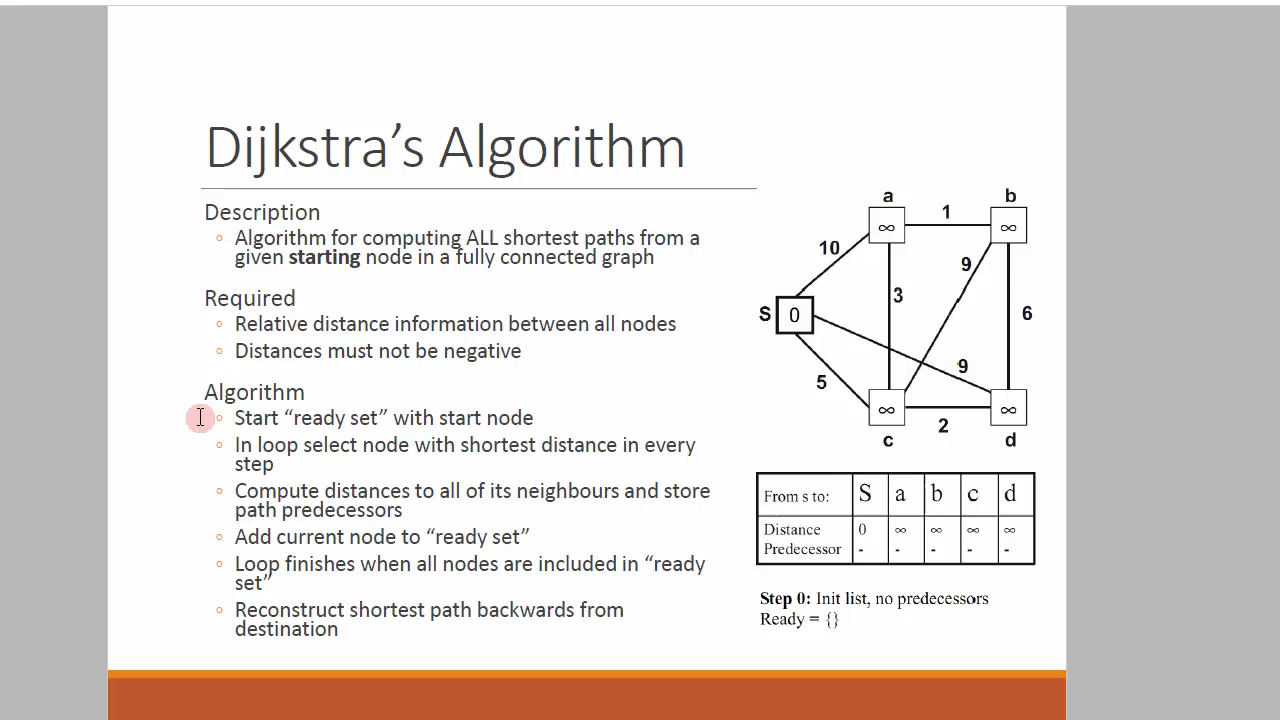 Dijkstra's Algorithm
Description
◦ Algorithm for computing ALL shortest paths from a
given starting node in a fully connected graph
Required
◦ Relative distance information between all nodes
◦ Distances must not be negative
Algorithm
◦ Start “ready set” with start node
◦ In loop select node with shortest distance in every
step
◦ Compute distances to all of its neighbours and store
path predecessors
◦ Add current node to “ready set”
◦ Loop finishes when all nodes are included in “ready
set”
◦ Reconstruct shortest path backwards from
destination
a b
1
∞ ∞
10
9
3
S 0 6
9
5
∞ ∞
2
c d
From s to: S a b c d
Distance 0 ∞ ∞ ∞ ∞
Predecessor - - - - -
Step 0: Init list, no predecessors
Ready = {}